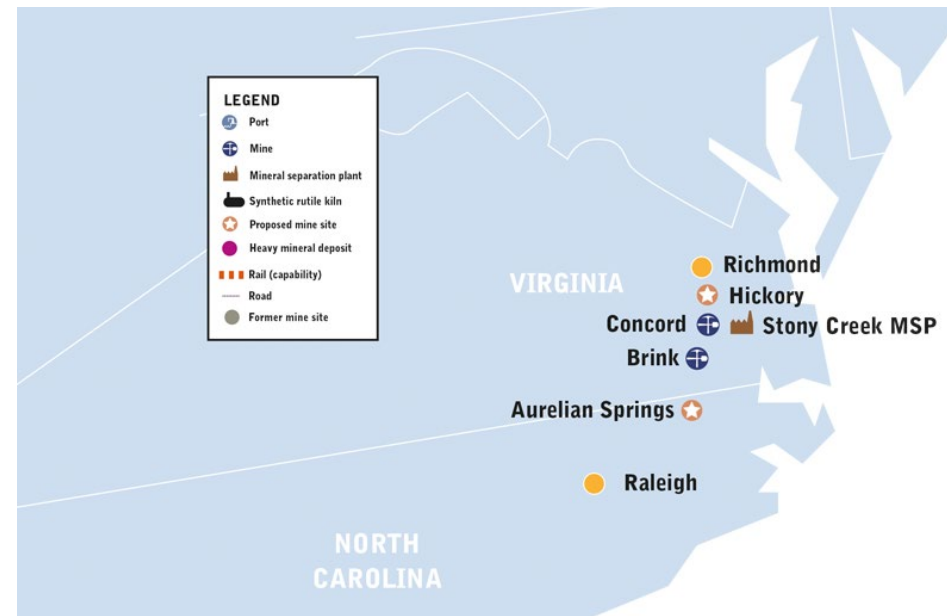 LEGEND
Port
Mine
Mineral separation plant
Synthetic rutile kiln
Proposed mine site
Heavy mineral deposit
Rail (capability)
Road
Former mine site
VIRGINIA
Richmond
Hickory
Concord
Stony Creek MSP
Brink
Aurelian Springs
Raleigh
NORTH
CAROLINA